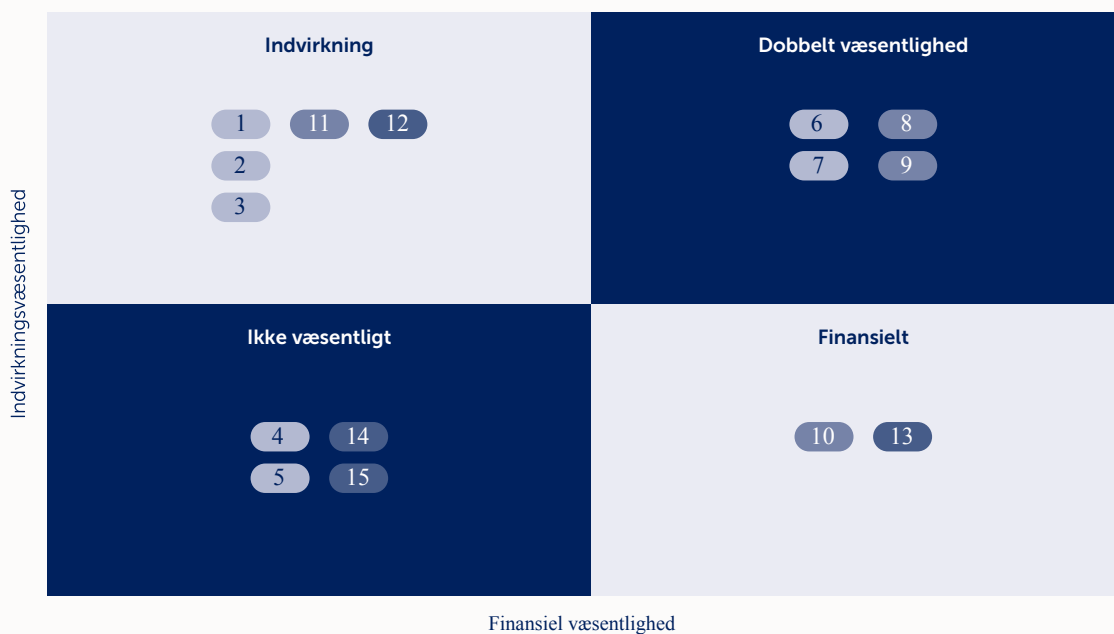 Indvirkning
1 11 12
2
3
Dobbelt væsentlighed
6 8
7 9
Indvirkningsvæsentlighed
Ikke væsentligt
4 14
5 15
Finansielt
10 13
Finansiel væsentlighed